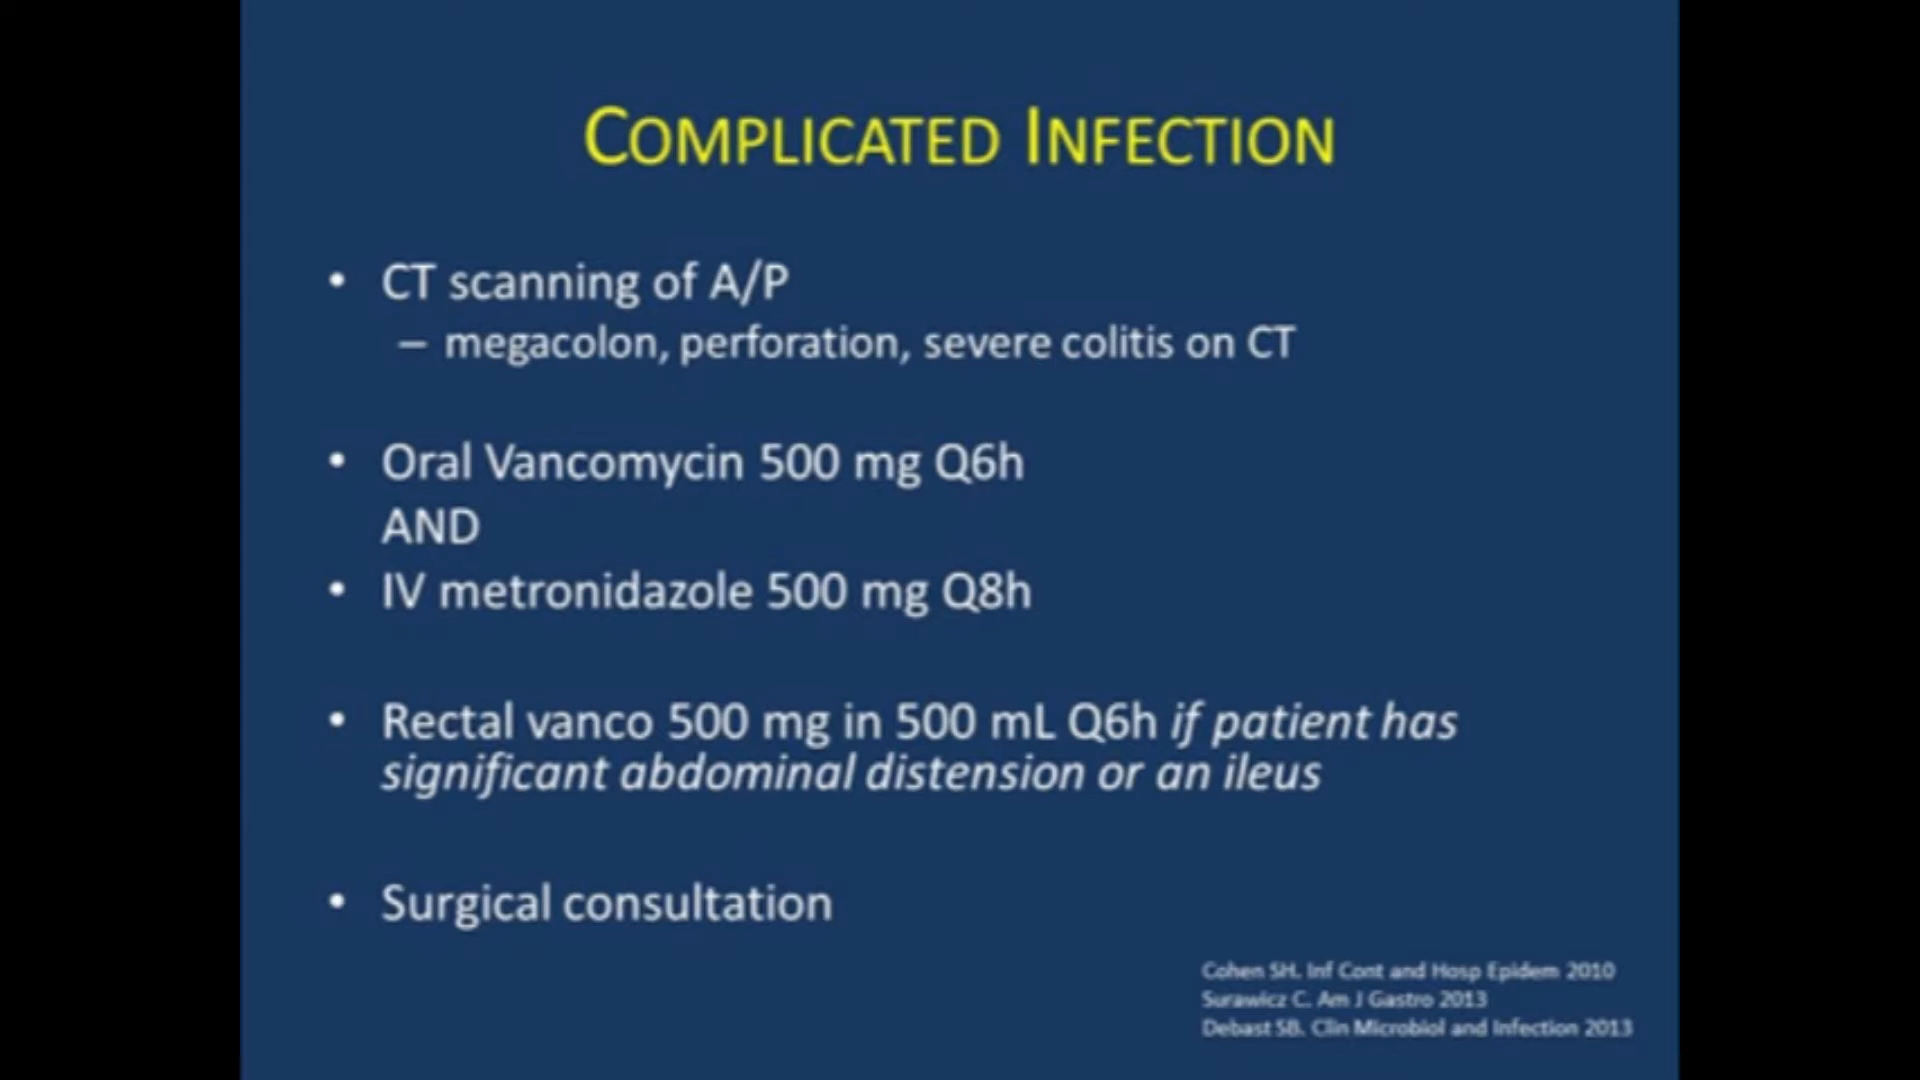 COMPLICATED INFECTION
• CT scanning of A/P
– megacolon, perforation, severe colitis on CT
• Oral Vancomycin 500 mg Q6h
AND
• IV metronidazole 500 mg Q8h
• Rectal vanco 500 mg in 500 mL Q6h if patient has
significant abdominal distension or an ileus
• Surgical consultation
Cohen SH. Inf Cont and Hosp Epidem 2010
Surawicz C. Am J Gastro 2013
Debast SB. Clin Microbiol and Infection 2013